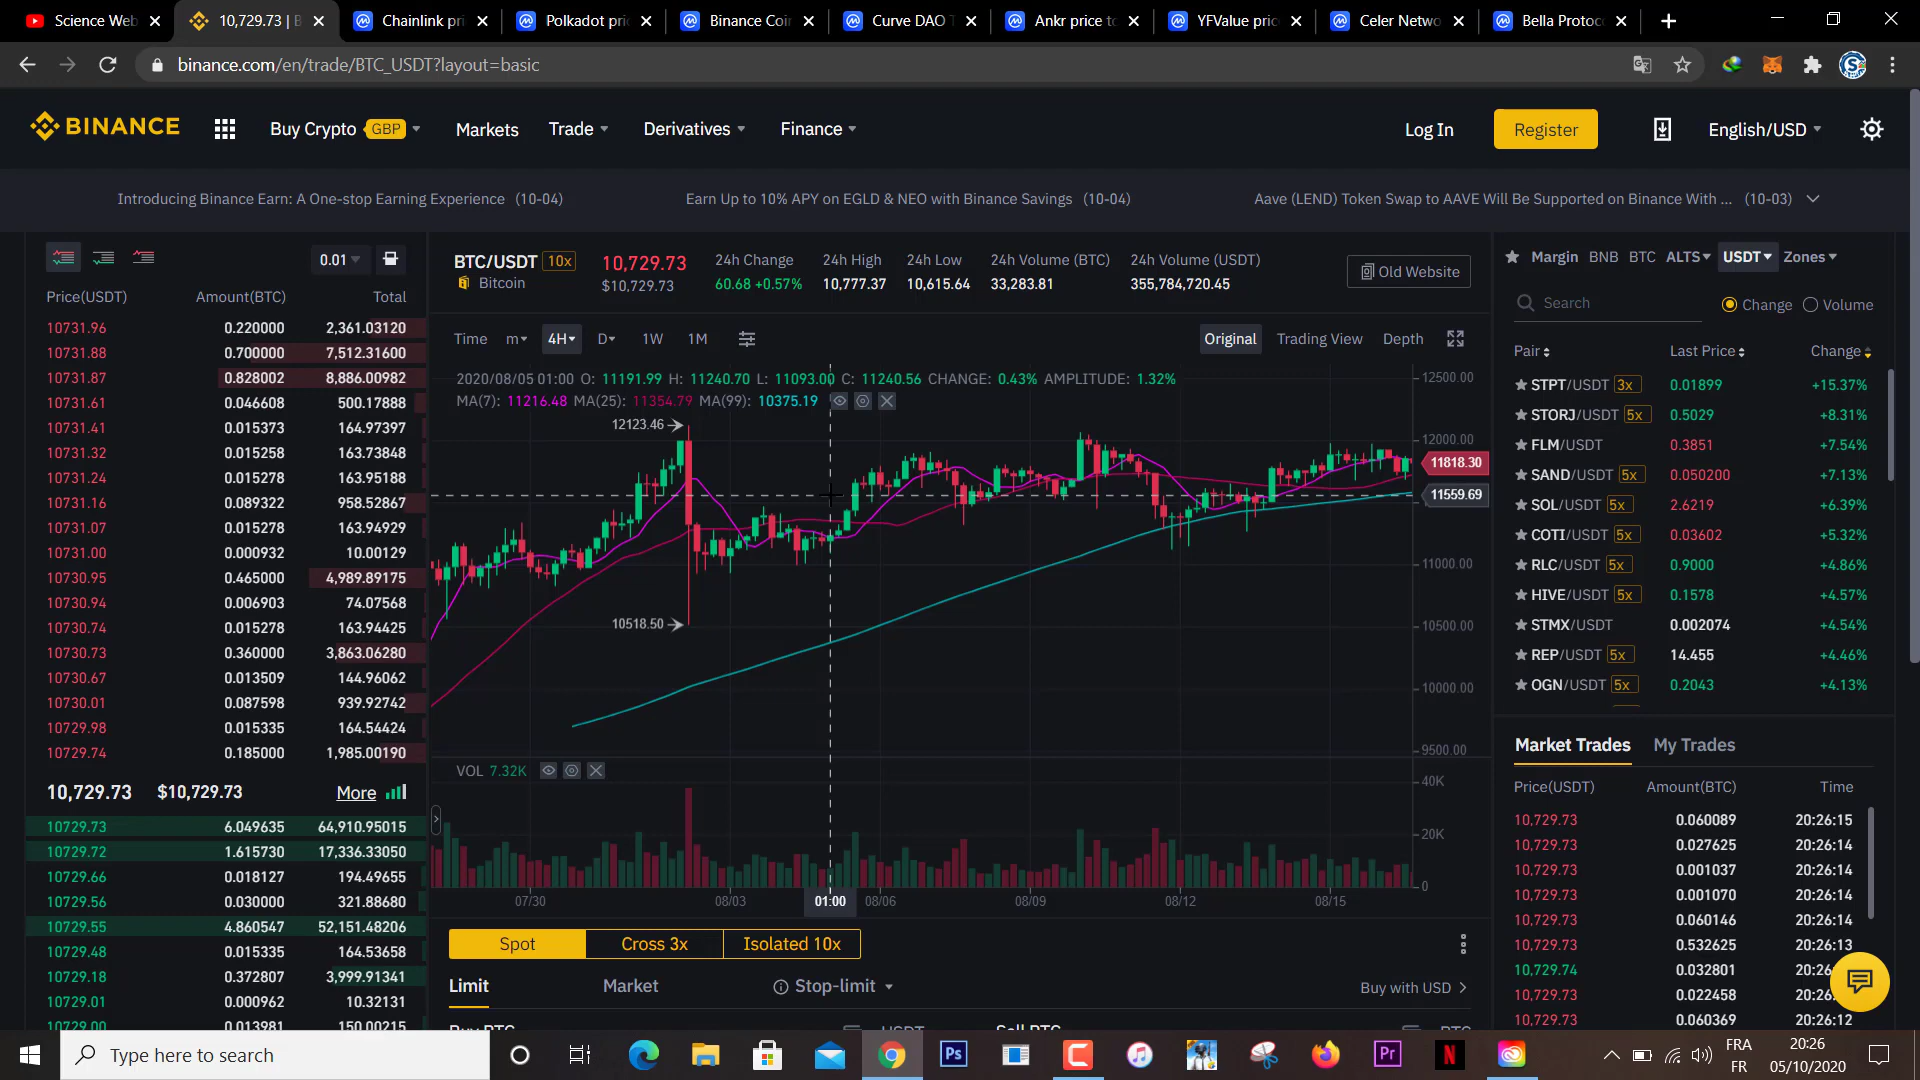 Science Web
10,729.73 | B
Chainlink pri
Polkadot pric
Binance Coin
Curve DAO T
Ankr price to
YFValue price
Celer Netwo
Bella Protoc
binance.com/en/trade/BTC_USDT?layout=basic
BINANCE
Buy Crypto GBP
Markets
Trade
Derivatives
Finance
Log In
Register
English/USD
Introducing Binance Earn: A One-stop Earning Experience (10-04)
Earn Up to 10% APY on EGLD & NEO with Binance Savings (10-04)
Aave (LEND) Token Swap to AAVE Will Be Supported on Binance With ... (10-03)
0.01
Price(USDT) Amount(BTC) Total
10731.96 0.220000 2,361.03120
10731.88 0.700000 7,512.31600
10731.87 0.828002 8,886.00982
10731.61 0.046608 500.17888
10731.41 0.015373 164.97397
10731.32 0.015258 163.73848
10731.24 0.015278 163.95188
10731.16 0.089322 958.52867
10731.07 0.015278 163.94929
10731.00 0.000932 10.00129
10730.95 0.465000 4,989.89175
10730.94 0.006903 74.07568
10730.74 0.015278 163.94425
10730.73 0.360000 3,863.06280
10730.67 0.013509 144.96062
10730.01 0.087598 939.92742
10729.98 0.015335 164.54424
10729.74 0.185000 1,985.00190
10,729.73 $10,729.73 More
10729.73 6.049635 64,910.95015
10729.72 1.615730 17,336.33050
10729.66 0.018127 194.49655
10729.56 0.030000 321.88680
10729.55 4.860547 52,151.48206
10729.48 0.015335 164.53658
10729.18 0.372807 3,999.91341
10729.01 0.000962 10.32131
10729.00 0.013981 150.00215
BTC/USDT 10x
Bitcoin
10,729.73
$10,729.73
24h Change
60.68 +0.57%
24h High
10,777.37
24h Low
10,615.64
24h Volume (BTC)
33,283.81
24h Volume (USDT)
355,784,720.45
Old Website
Time m 4H D 1W 1M
Original Trading View Depth
2020/08/05 01:00 O: 11191.99 H: 11240.70 L: 11093.00 C: 11240.56 CHANGE: 0.43% AMPLITUDE: 1.32%
MA(7): 11216.48 MA(25): 11354.79 MA(99): 10375.19
12123.46
10518.50
12500.00
12000.00
11818.30
11559.69
11000.00
10500.00
10000.00
9500.00
VOL 7.32K
40K
20K
0
07/30 08/03 01:00 08/06 08/09 08/12 08/15
Spot Cross 3x Isolated 10x
Limit Market Stop-limit Buy with USD
Buy BTC USDT Sell BTC BTC
Margin BNB BTC ALTS USDT Zones
Search
Change Volume
Pair Last Price Change
STPT/USDT 3x 0.01899 +15.37%
STORJ/USDT 5x 0.5029 +8.31%
FLM/USDT 0.3851 +7.54%
SAND/USDT 5x 0.050200 +7.13%
SOL/USDT 5x 2.6219 +6.39%
COTI/USDT 5x 0.03602 +5.32%
RLC/USDT 5x 0.9000 +4.86%
HIVE/USDT 5x 0.1578 +4.57%
STMX/USDT 0.002074 +4.54%
REP/USDT 5x 14.455 +4.46%
OGN/USDT 5x 0.2043 +4.13%
Market Trades My Trades
Price(USDT) Amount(BTC) Time
10,729.73 0.060089 20:26:15
10,729.73 0.027625 20:26:14
10,729.73 0.001037 20:26:14
10,729.73 0.001070 20:26:14
10,729.73 0.060146 20:26:14
10,729.73 0.532625 20:26:13
10,729.74 0.032801 20:26
10,729.73 0.022458 20:26
10,729.73 0.060369 20:26:12
Type here to search
Ps
Pr
N
FRA
FR
20:26
05/10/2020